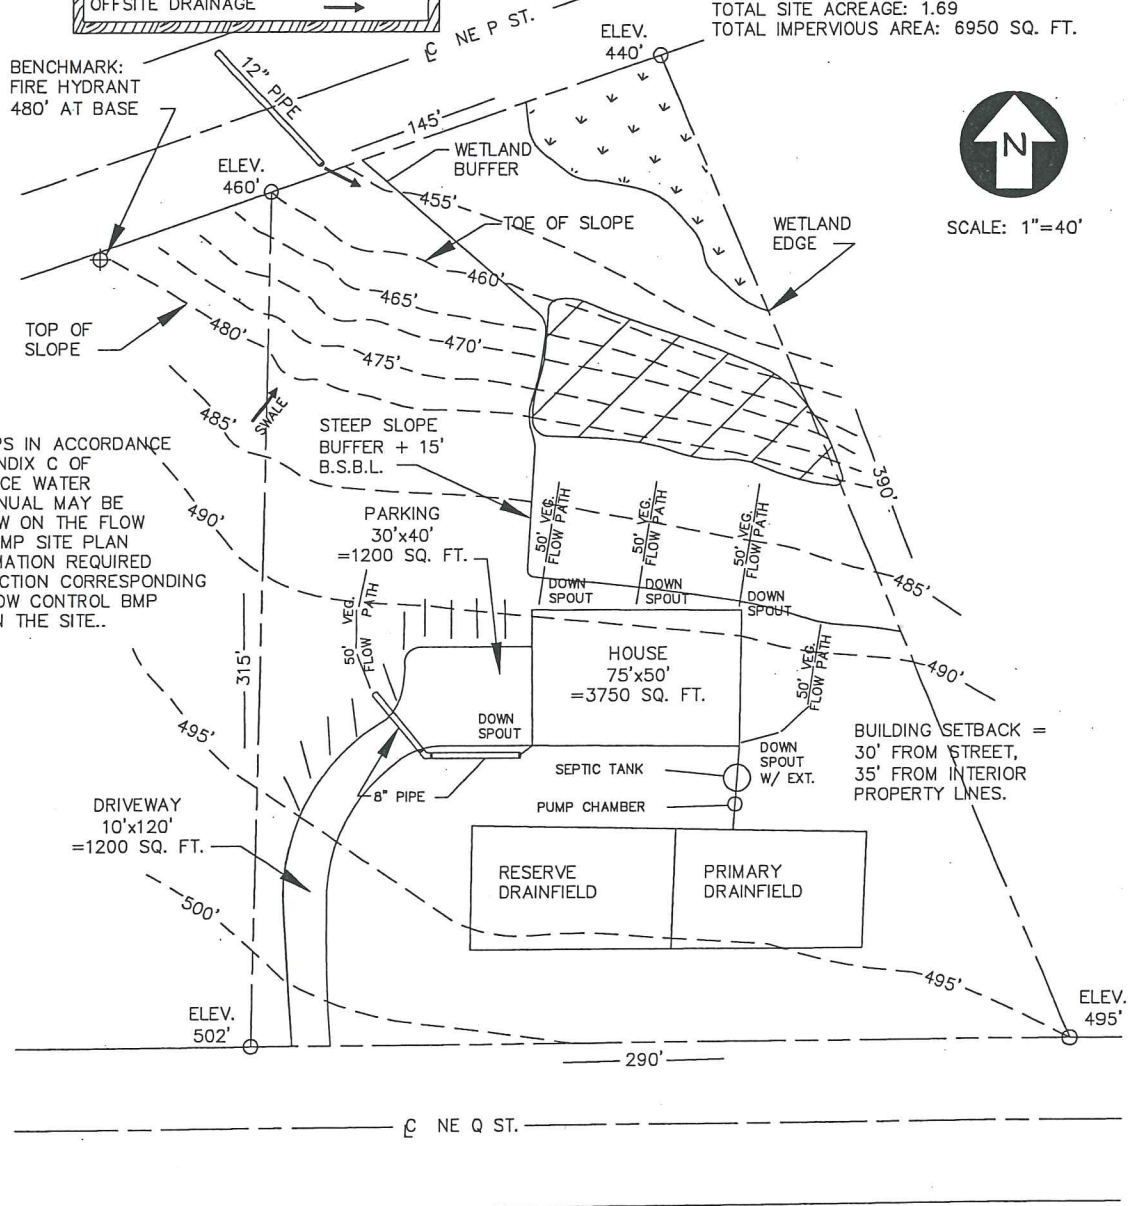 OFFSITE DRAINAGE
TOTAL SITE ACREAGE: 1.69
TOTAL IMPERVIOUS AREA: 6950 SQ. FT.
℄ NE P ST.
ELEV.
440'
BENCHMARK:
FIRE HYDRANT
480' AT BASE
12" PIPE
145'
WETLAND
BUFFER
N
SCALE: 1"=40'
ELEV.
460'
455'
TOE OF SLOPE
WETLAND
EDGE
460'
465'
470'
475'
480'
TOP OF
SLOPE
485'
SWALE
STEEP SLOPE
BUFFER + 15'
B.S.B.L.
PS IN ACCORDANCE
NDIX C OF
CE WATER
NUAL MAY BE
W ON THE FLOW
MP SITE PLAN
MATION REQUIRED
CTION CORRESPONDING
OW CONTROL BMP
N THE SITE..
490'
390'
50' VEG.
FLOW PATH
50' VEG.
FLOW PATH
50' VEG.
FLOW PATH
PARKING
30'x40'
=1200 SQ. FT.
DOWN
SPOUT
DOWN
SPOUT
DOWN
SPOUT
485'
50' VEG.
FLOW PATH
315'
HOUSE
75'x50'
=3750 SQ. FT.
50' VEG.
FLOW PATH
490'
495'
DOWN
SPOUT
DOWN
SPOUT
W/ EXT.
BUILDING SETBACK =
30' FROM STREET,
35' FROM INTERIOR
PROPERTY LINES.
SEPTIC TANK
8" PIPE
PUMP CHAMBER
DRIVEWAY
10'x120'
=1200 SQ. FT.
RESERVE
DRAINFIELD
PRIMARY
DRAINFIELD
500'
495'
ELEV.
502'
ELEV.
495'
290'
℄ NE Q ST.